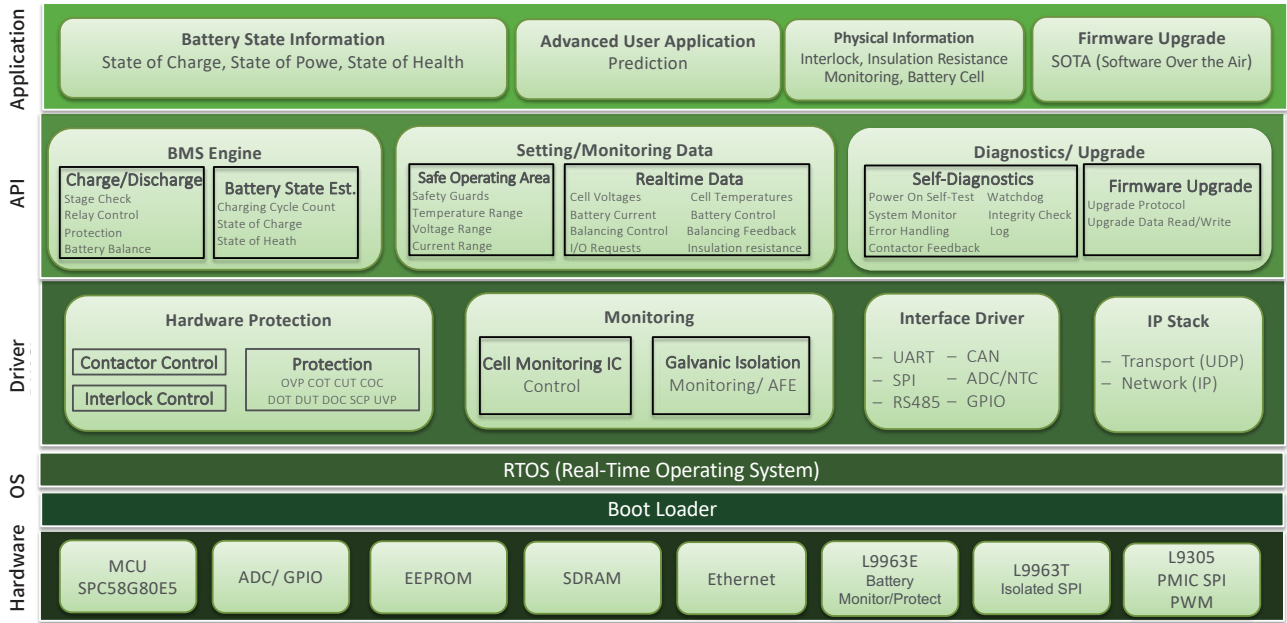 Application
Battery State Information
State of Charge, State of Powe, State of Health
Advanced User Application
Prediction
Physical Information
Interlock, Insulation Resistance
Monitoring, Battery Cell
Firmware Upgrade
SOTA (Software Over the Air)
API
BMS Engine
Charge/Discharge
Stage Check
Relay Control
Protection
Battery Balance
Battery State Est.
Charging Cycle Count
State of Charge
State of Heath
Setting/Monitoring Data
Safe Operating Area
Safety Guards
Temperature Range
Voltage Range
Current Range
Realtime Data
Cell Voltages
Battery Current
Balancing Control
I/O Requests
Cell Temperatures
Battery Control
Balancing Feedback
Insulation resistance
Diagnostics/ Upgrade
Self-Diagnostics
Power On Self-Test
System Monitor
Error Handling
Contactor Feedback
Watchdog
Integrity Check
Log
Firmware Upgrade
Upgrade Protocol
Upgrade Data Read/Write
Driver
Hardware Protection
Contactor Control
Interlock Control
Protection
OVP COT CUT COC
DOT DUT DOC SCP UVP
Monitoring
Cell Monitoring IC
Control
Galvanic Isolation
Monitoring/ AFE
Interface Driver
– UART
– SPI
– RS485
– CAN
– ADC/NTC
– GPIO
IP Stack
– Transport (UDP)
– Network (IP)
OS
RTOS (Real-Time Operating System)
Boot Loader
Hardware
MCU
SPC58G80E5
ADC/ GPIO
EEPROM
SDRAM
Ethernet
L9963E
Battery
Monitor/Protect
L9963T
Isolated SPI
L9305
PMIC SPI
PWM